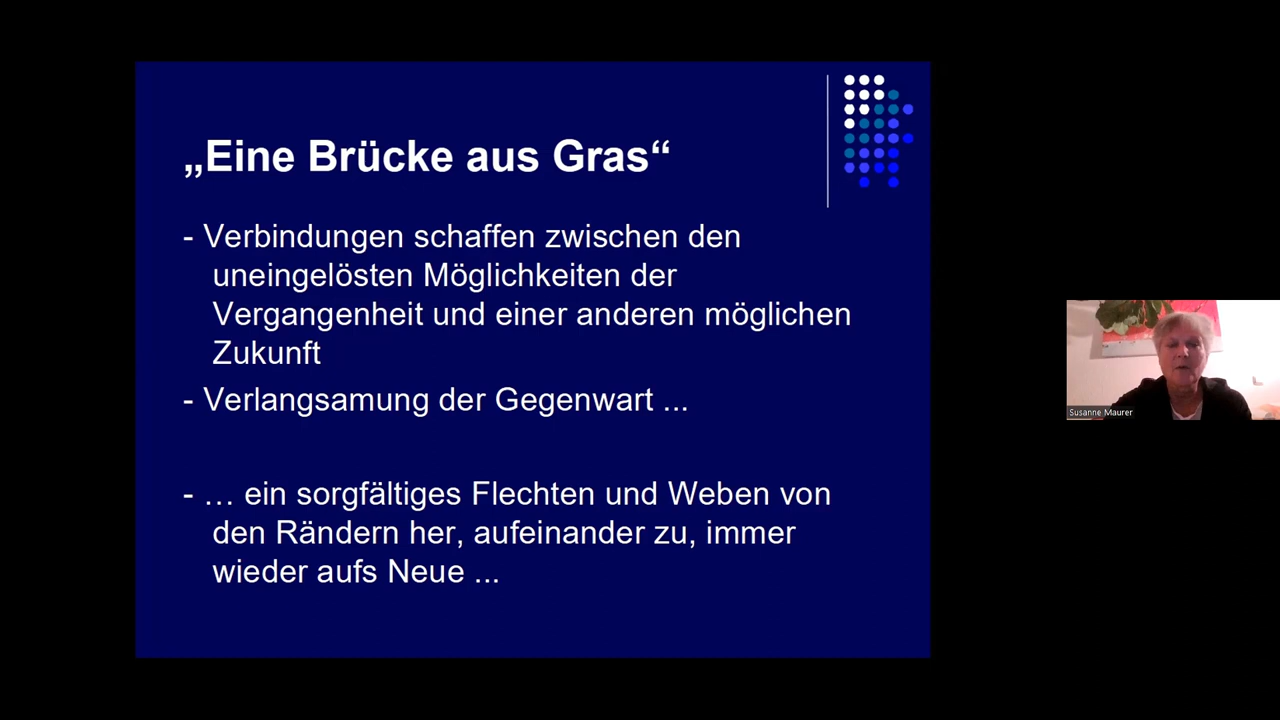 „Eine Brücke aus Gras“
- Verbindungen schaffen zwischen den
uneingelösten Möglichkeiten der
Vergangenheit und einer anderen möglichen
Zukunft
- Verlangsamung der Gegenwart ...
- … ein sorgfältiges Flechten und Weben von
den Rändern her, aufeinander zu, immer
wieder aufs Neue ...
Susanne Maurer